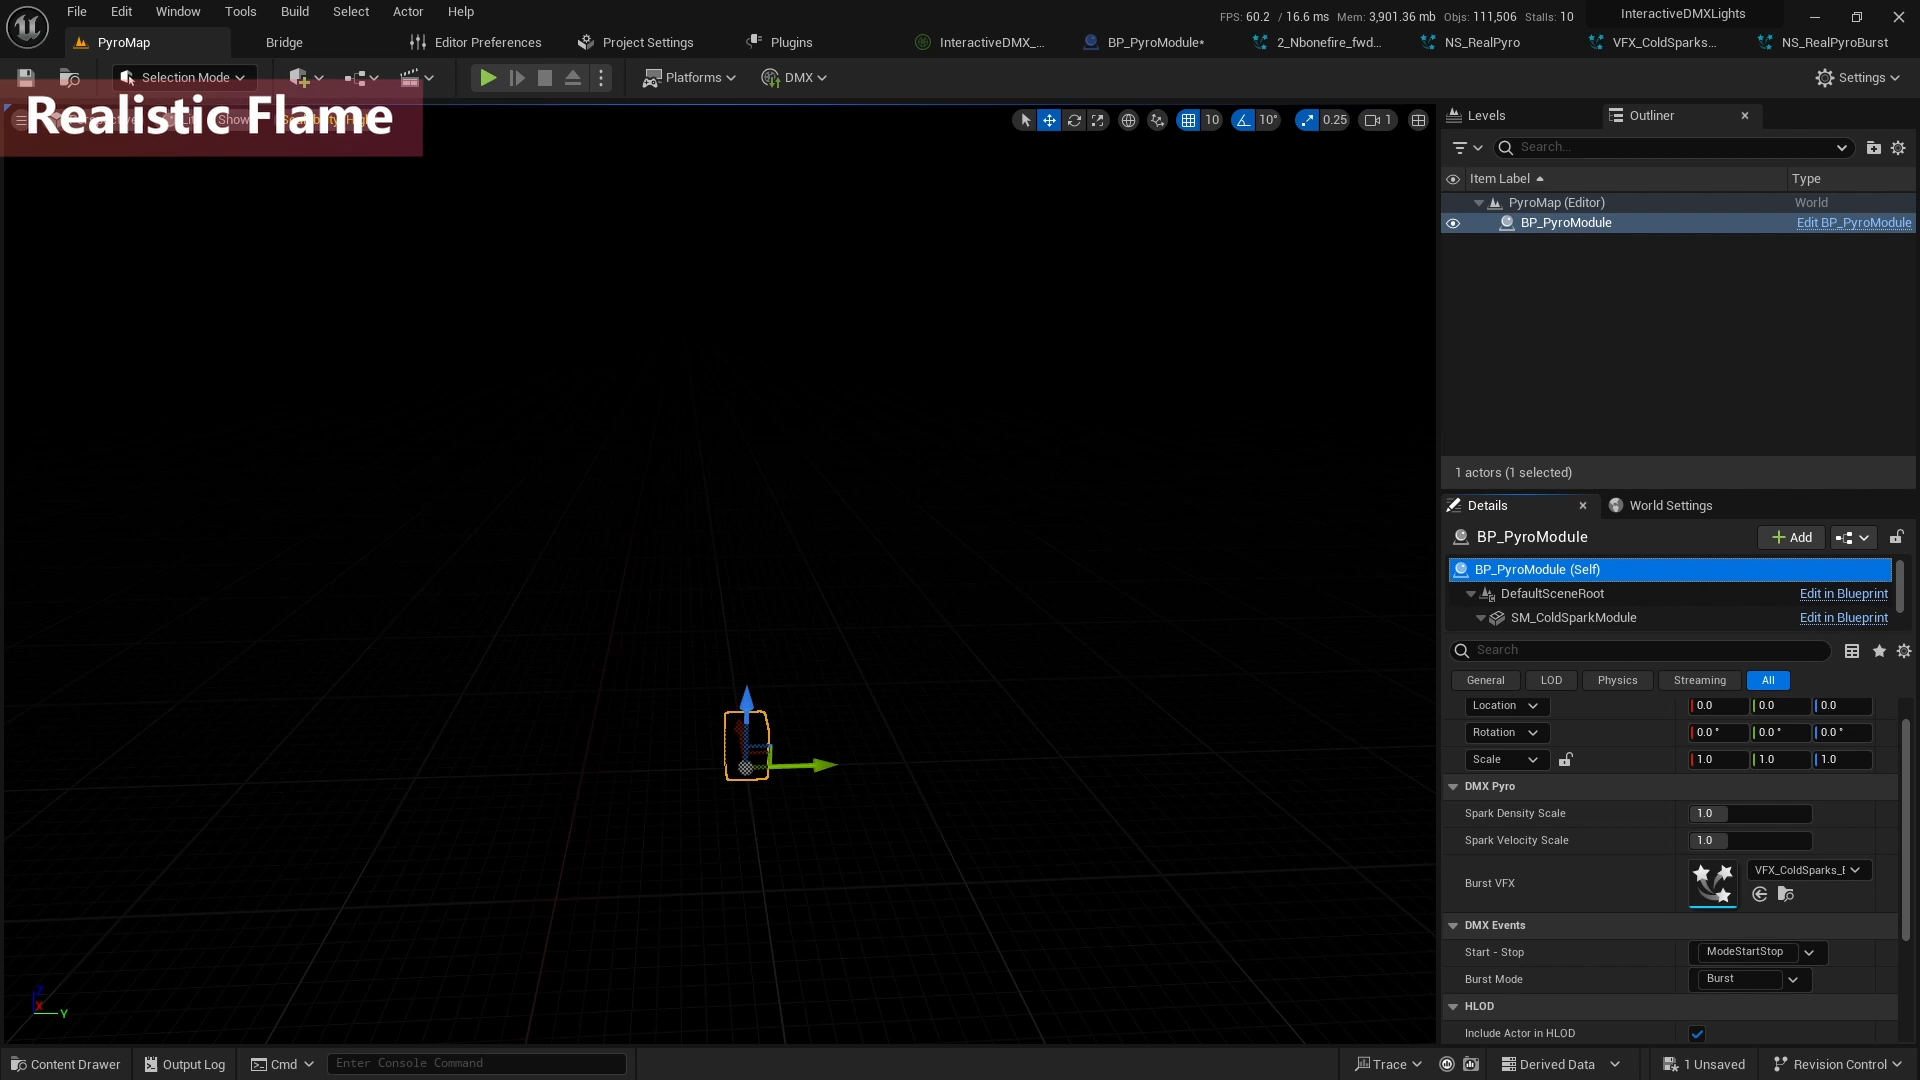 File Edit Window Tools Build Select Actor Help
FPS: 60.2 / 16.6 ms Mem: 3,901.36 mb Objs: 111,506 Stalls: 10
InteractiveDMXLights
PyroMap
Bridge
Editor Preferences
Project Settings
Plugins
InteractiveDMX_...
BP_PyroModule*
2_Nbonefire_fwd...
NS_RealPyro
VFX_ColdSparks...
NS_RealPyroBurst
Selection Mode
Platforms
DMX
Settings
Realistic Flame
Show
10
10°
0.25
1
Levels
Outliner
Search...
Item Label
Type
PyroMap (Editor)
World
BP_PyroModule
Edit BP_PyroModule
1 actors (1 selected)
Details
World Settings
BP_PyroModule
Add
BP_PyroModule (Self)
DefaultSceneRoot
Edit in Blueprint
SM_ColdSparkModule
Edit in Blueprint
Search
General LOD Physics Streaming All
Location 0.0 0.0 0.0
Rotation 0.0 ° 0.0 ° 0.0 °
Scale 1.0 1.0 1.0
DMX Pyro
Spark Density Scale 1.0
Spark Velocity Scale 1.0
Burst VFX
VFX_ColdSparks_
DMX Events
Start - Stop ModeStartStop
Burst Mode Burst
HLOD
Include Actor in HLOD
Z
X
Y
Content Drawer
Output Log
Cmd
Enter Console Command
Trace
Derived Data
1 Unsaved
Revision Control